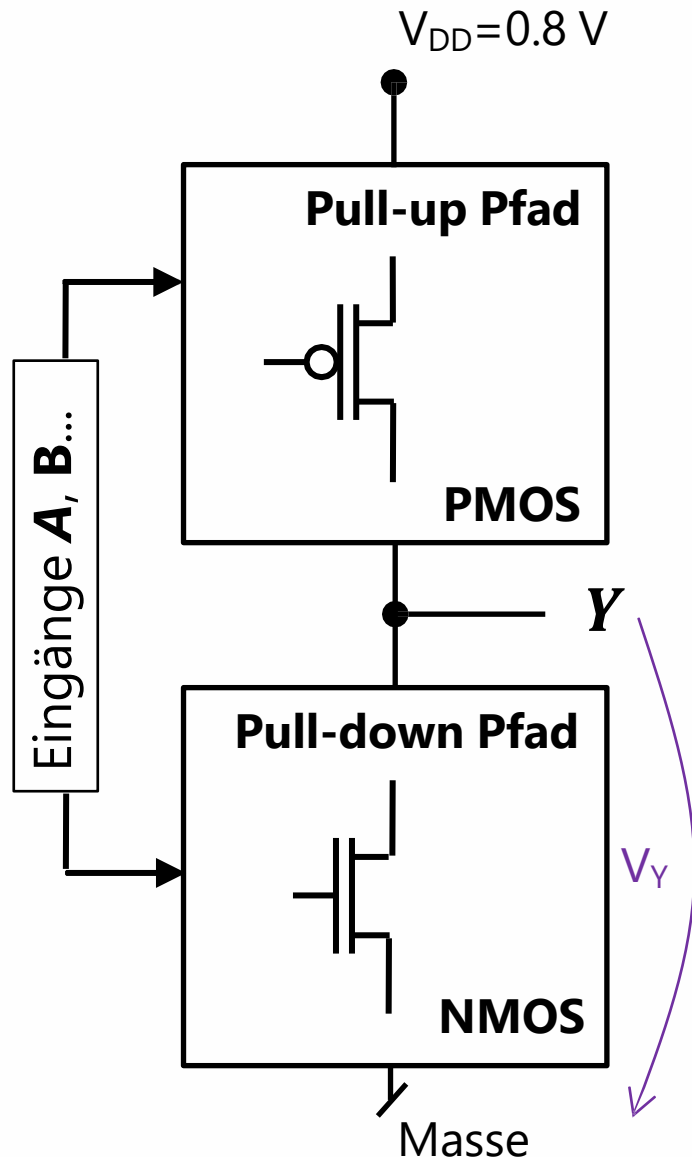 V_DD=0.8 V
Pull-up Pfad
PMOS
Eingänge A, B...
Y
Pull-down Pfad
V_Y
NMOS
Masse